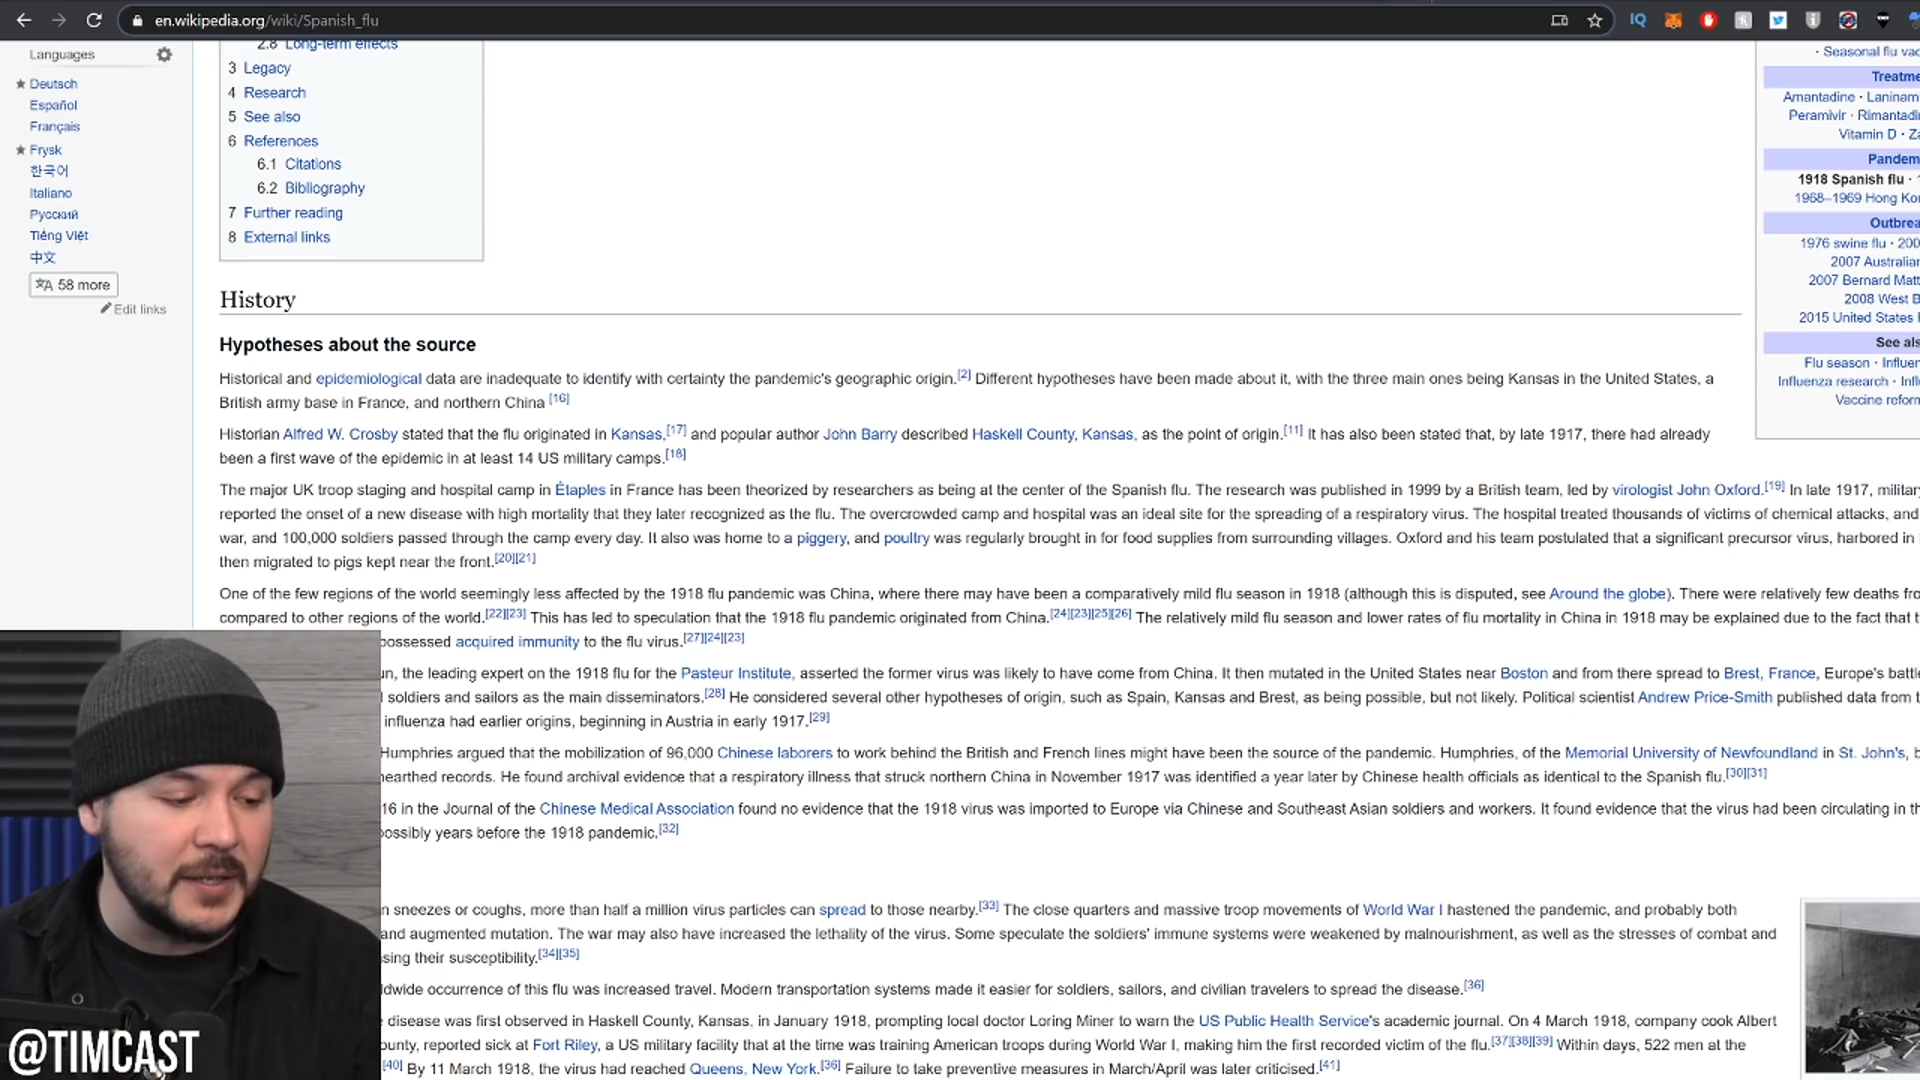 en.wikipedia.org/wiki/Spanish_flu
IQ
Languages
Deutsch
Español
Français
Frysk
한국어
Italiano
Русский
Tiếng Việt
中文
58 more
Edit links
2.8 Long-term effects
3 Legacy
4 Research
5 See also
6 References
6.1 Citations
6.2 Bibliography
7 Further reading
8 External links
· Seasonal flu vac
Treatme
Amantadine · Laninam
Peramivir · Rimantadi
Vitamin D · Za
Pandem
1918 Spanish flu ·
1968–1969 Hong Kon
Outbrea
1976 swine flu · 200
2007 Australian
2007 Bernard Matt
2008 West B
2015 United States
See als
Flu season · Influen
Influenza research · Infl
Vaccine reform
History
Hypotheses about the source
Historical and epidemiological data are inadequate to identify with certainty the pandemic's geographic origin.[2] Different hypotheses have been made about it, with the three main ones being Kansas in the United States, a
British army base in France, and northern China [16]
Historian Alfred W. Crosby stated that the flu originated in Kansas,[17] and popular author John Barry described Haskell County, Kansas, as the point of origin.[11] It has also been stated that, by late 1917, there had already
been a first wave of the epidemic in at least 14 US military camps.[18]
The major UK troop staging and hospital camp in Étaples in France has been theorized by researchers as being at the center of the Spanish flu. The research was published in 1999 by a British team, led by virologist John Oxford.[19] In late 1917, military
reported the onset of a new disease with high mortality that they later recognized as the flu. The overcrowded camp and hospital was an ideal site for the spreading of a respiratory virus. The hospital treated thousands of victims of chemical attacks, and
war, and 100,000 soldiers passed through the camp every day. It also was home to a piggery, and poultry was regularly brought in for food supplies from surrounding villages. Oxford and his team postulated that a significant precursor virus, harbored in
then migrated to pigs kept near the front.[20][21]
One of the few regions of the world seemingly less affected by the 1918 flu pandemic was China, where there may have been a comparatively mild flu season in 1918 (although this is disputed, see Around the globe). There were relatively few deaths fro
compared to other regions of the world.[22][23] This has led to speculation that the 1918 flu pandemic originated from China.[24][23][25][26] The relatively mild flu season and lower rates of flu mortality in China in 1918 may be explained due to the fact that t
possessed acquired immunity to the flu virus.[27][24][23]
un, the leading expert on the 1918 flu for the Pasteur Institute, asserted the former virus was likely to have come from China. It then mutated in the United States near Boston and from there spread to Brest, France, Europe's battle
soldiers and sailors as the main disseminators.[28] He considered several other hypotheses of origin, such as Spain, Kansas and Brest, as being possible, but not likely. Political scientist Andrew Price-Smith published data from t
influenza had earlier origins, beginning in Austria in early 1917.[29]
Humphries argued that the mobilization of 96,000 Chinese laborers to work behind the British and French lines might have been the source of the pandemic. Humphries, of the Memorial University of Newfoundland in St. John's, b
nearthed records. He found archival evidence that a respiratory illness that struck northern China in November 1917 was identified a year later by Chinese health officials as identical to the Spanish flu.[30][31]
16 in the Journal of the Chinese Medical Association found no evidence that the 1918 virus was imported to Europe via Chinese and Southeast Asian soldiers and workers. It found evidence that the virus had been circulating in th
possibly years before the 1918 pandemic.[32]
n sneezes or coughs, more than half a million virus particles can spread to those nearby.[33] The close quarters and massive troop movements of World War I hastened the pandemic, and probably both
and augmented mutation. The war may also have increased the lethality of the virus. Some speculate the soldiers' immune systems were weakened by malnourishment, as well as the stresses of combat and
sing their susceptibility.[34][35]
ldwide occurrence of this flu was increased travel. Modern transportation systems made it easier for soldiers, sailors, and civilian travelers to spread the disease.[36]
disease was first observed in Haskell County, Kansas, in January 1918, prompting local doctor Loring Miner to warn the US Public Health Service's academic journal. On 4 March 1918, company cook Albert
ounty, reported sick at Fort Riley, a US military facility that at the time was training American troops during World War I, making him the first recorded victim of the flu.[37][38][39] Within days, 522 men at the
[40] By 11 March 1918, the virus had reached Queens, New York.[36] Failure to take preventive measures in March/April was later criticised.[41]
@TIMCAST